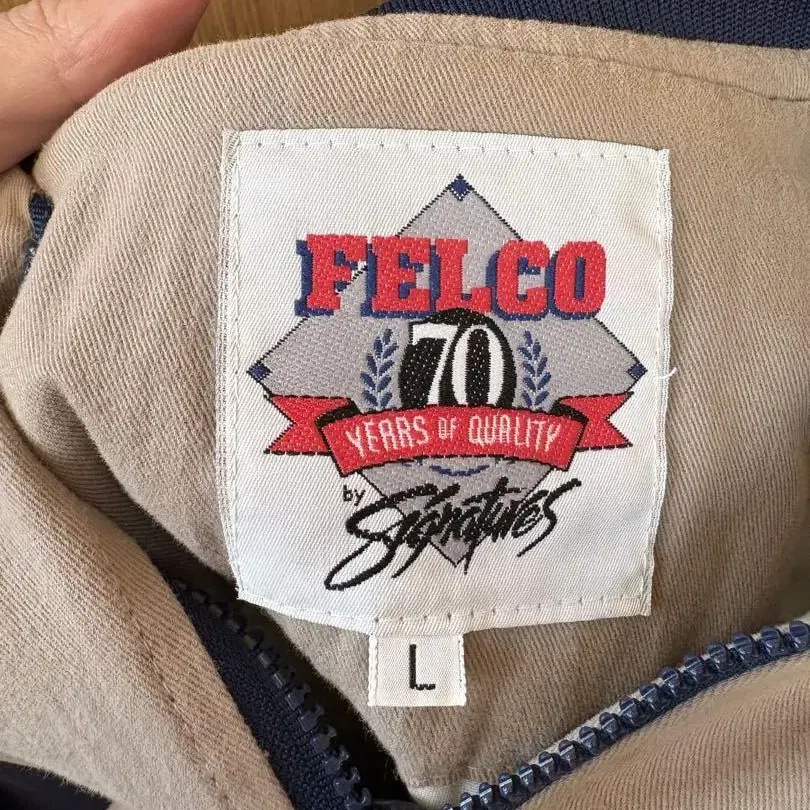 FELCO
70
YEARS OF QUALITY
by
Signatures
L